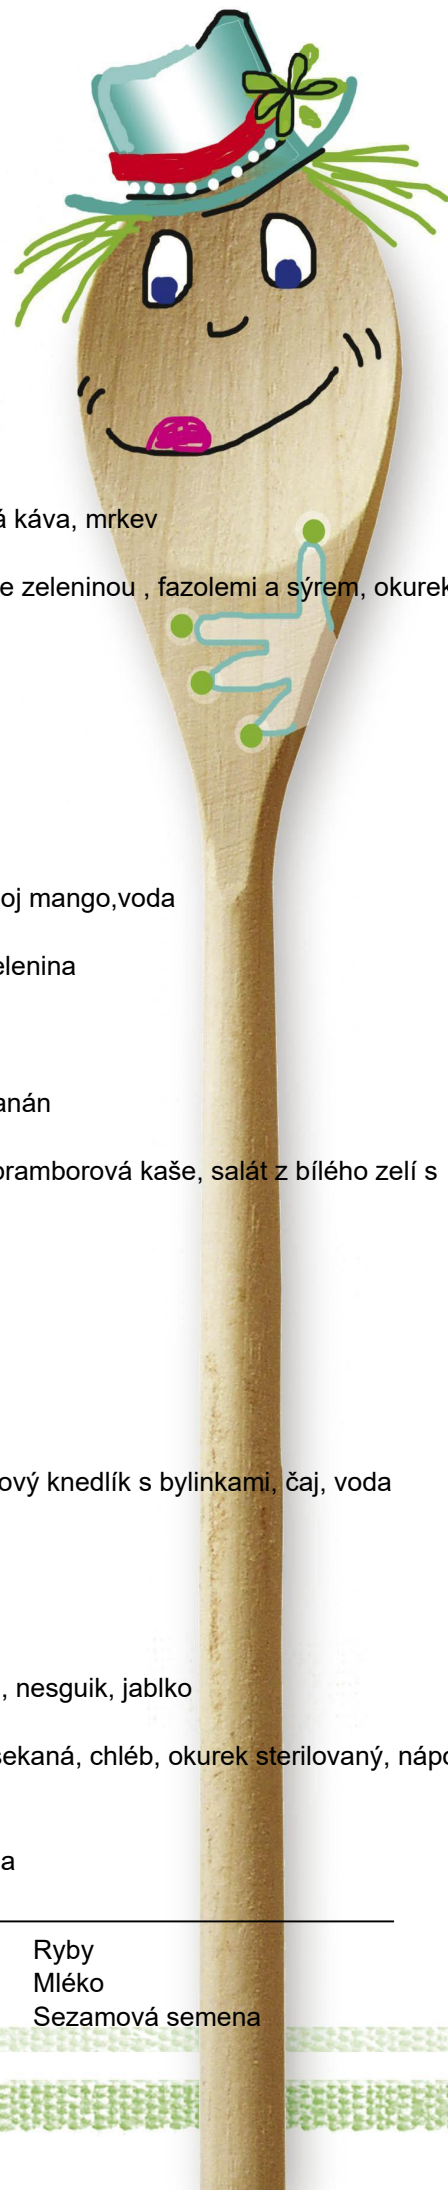 á káva, mrkev
e zeleninou , fazolemi a sýrem, okurek
oj mango,voda
elenina
anán
oramborová kaše, salát z bílého zelí s
ový knedlík s bylinkami, čaj, voda
, nesguik, jablko
sekaná, chléb, okurek sterilovaný, nápo
a
Ryby
Mléko
Sezamová semena